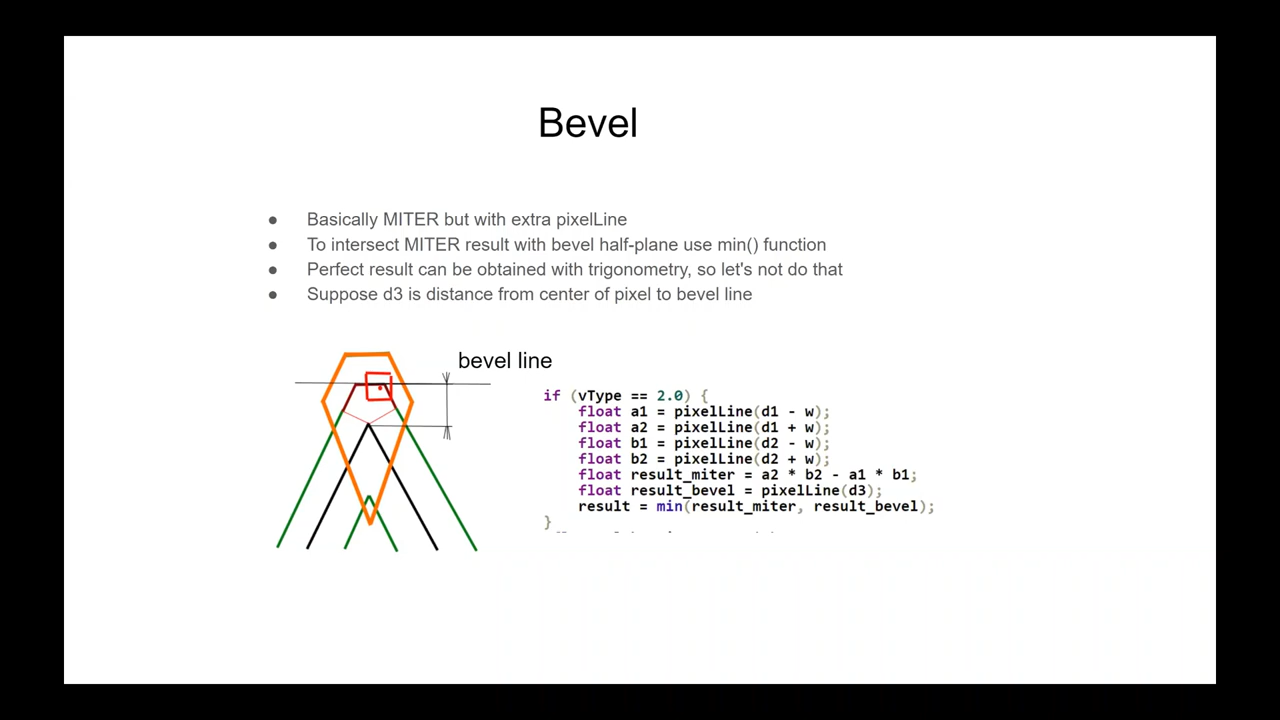 Bevel
● Basically MITER but with extra pixelLine
● To intersect MITER result with bevel half-plane use min() function
● Perfect result can be obtained with trigonometry, so let's not do that
● Suppose d3 is distance from center of pixel to bevel line
bevel line
if (vType == 2.0) {
    float a1 = pixelLine(d1 - w);
    float a2 = pixelLine(d1 + w);
    float b1 = pixelLine(d2 - w);
    float b2 = pixelLine(d2 + w);
    float result_miter = a2 * b2 - a1 * b1;
    float result_bevel = pixelLine(d3);
    result = min(result_miter, result_bevel);
}